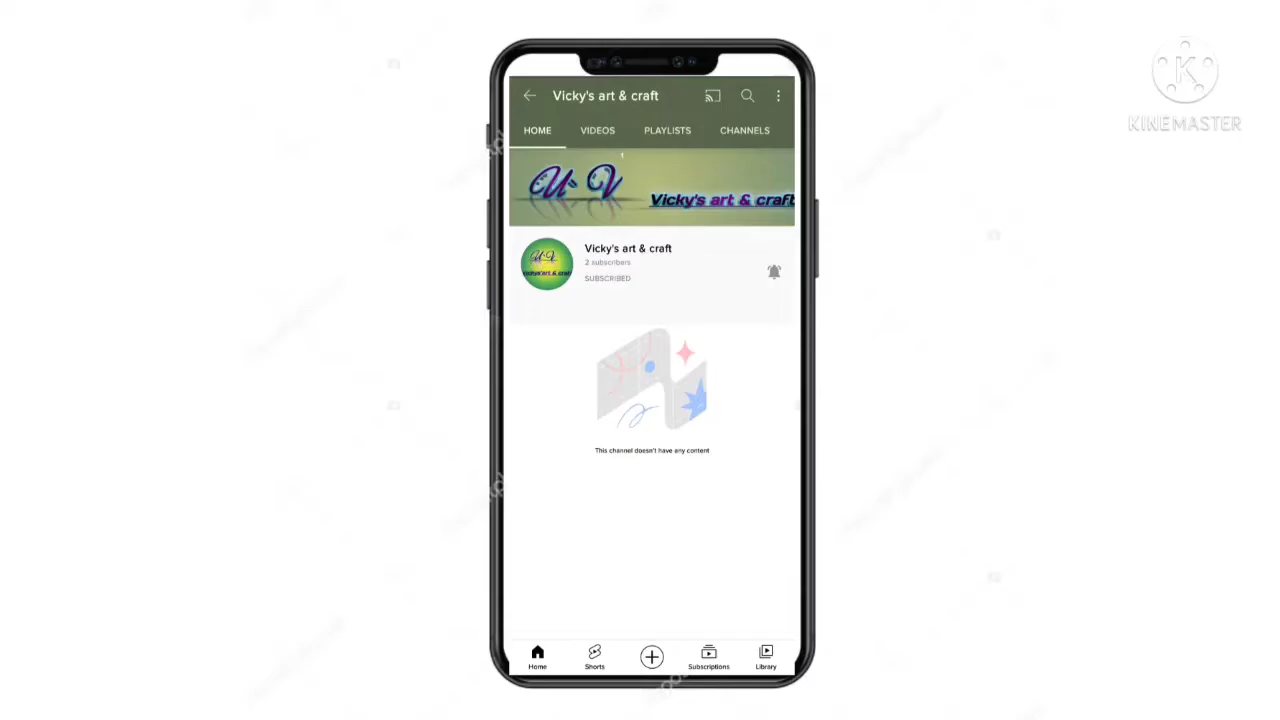 Vicky's art & craft
KINEMASTER
HOME VIDEOS PLAYLISTS CHANNELS
Vicky's art & craft
Vicky's art & craft
2 subscribers
SUBSCRIBED
This channel doesn't have any content
Home Shorts Subscriptions Library